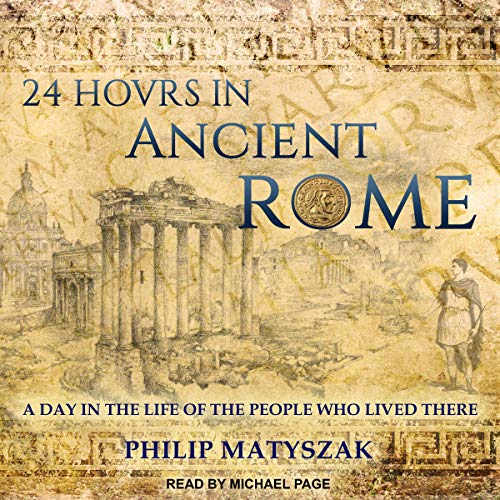 24 HOVRS IN
ANCIENT
ROME
A DAY IN THE LIFE OF THE PEOPLE WHO LIVED THERE
PHILIP MATYSZAK
READ BY MICHAEL PAGE